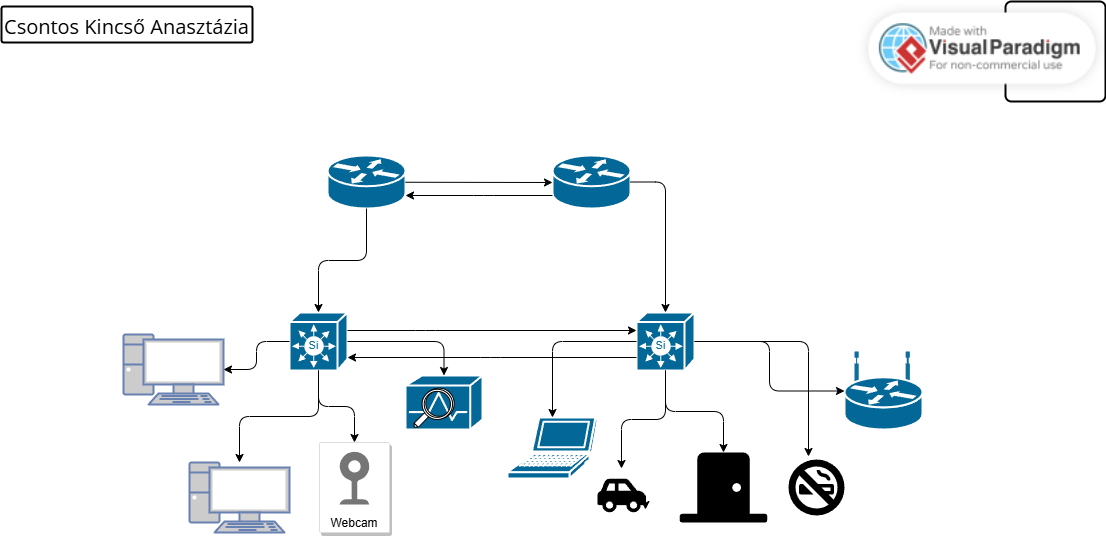 Csontos Kincső Anasztázia
Made with
Visual Paradigm
For non-commercial use
Si
Si
Webcam